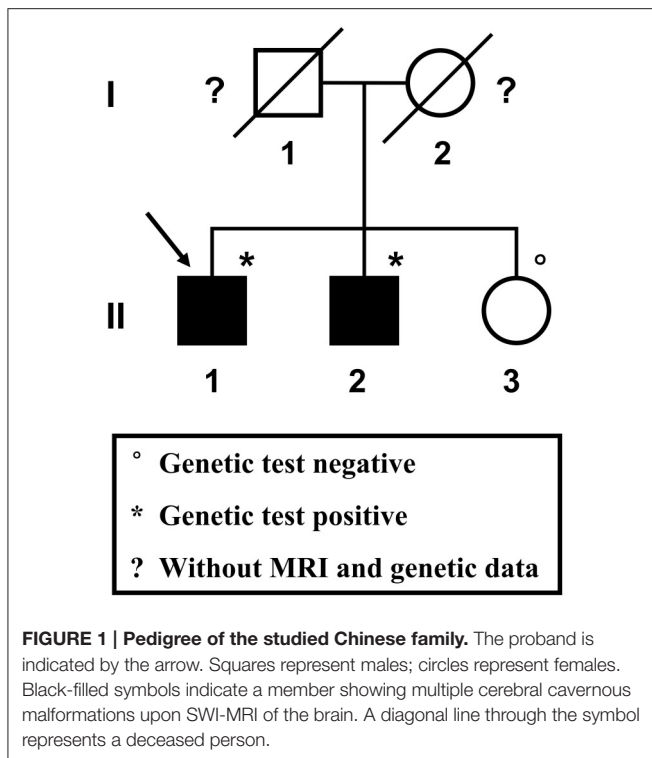 I ? ?
1 2
* * °
II
1 2 3
° Genetic test negative
* Genetic test positive
? Without MRI and genetic data
FIGURE 1 | Pedigree of the studied Chinese family. The proband is
indicated by the arrow. Squares represent males; circles represent females.
Black-filled symbols indicate a member showing multiple cerebral cavernous
malformations upon SWI-MRI of the brain. A diagonal line through the symbol
represents a deceased person.